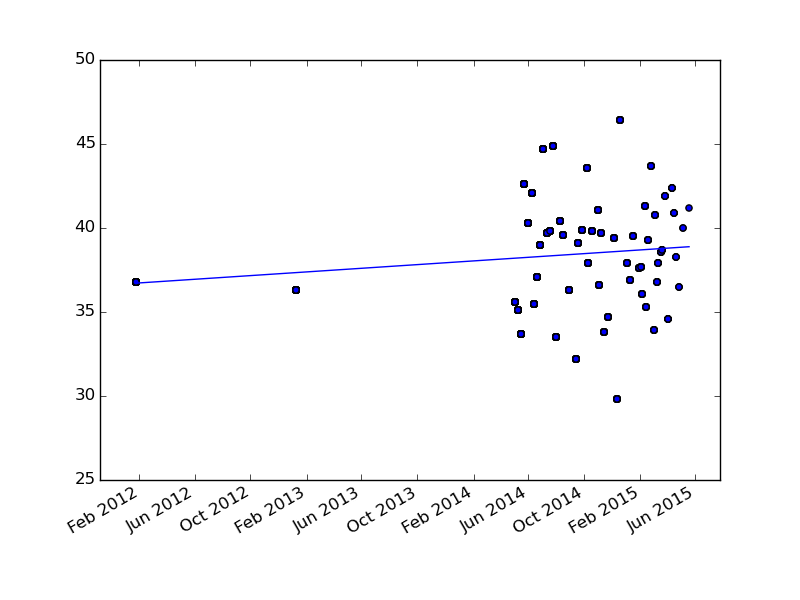 50
45
40
35
30
25
Feb 2012
Jun 2012
Oct 2012
Feb 2013
Jun 2013
Oct 2013
Feb 2014
Jun 2014
Oct 2014
Feb 2015
Jun 2015